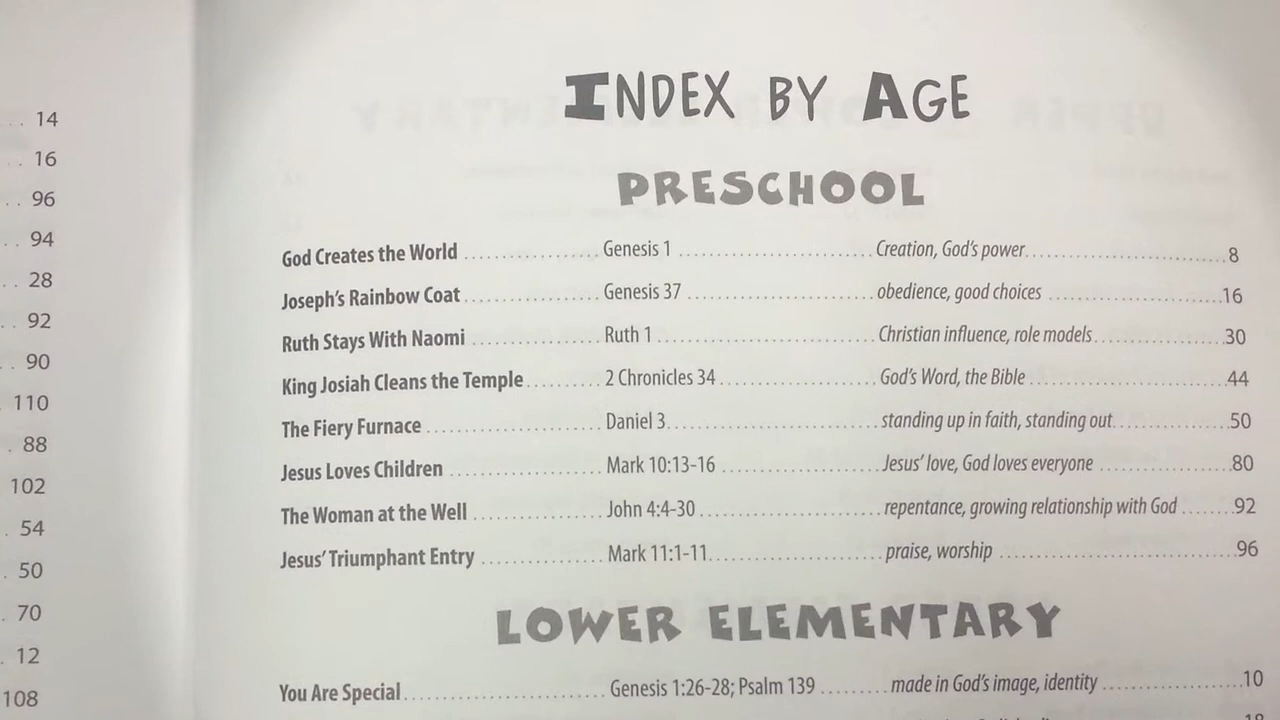 14
16
96
94
28
92
90
110
88
102
54
50
70
12
108
INDEX BY AGE
PRESCHOOL
God Creates the World Genesis 1 Creation, God's power 8
Joseph's Rainbow Coat Genesis 37 obedience, good choices 16
Ruth Stays With Naomi Ruth 1 Christian influence, role models 30
King Josiah Cleans the Temple 2 Chronicles 34 God's Word, the Bible 44
The Fiery Furnace Daniel 3 standing up in faith, standing out 50
Jesus Loves Children Mark 10:13-16 Jesus' love, God loves everyone 80
The Woman at the Well John 4:4-30 repentance, growing relationship with God 92
Jesus' Triumphant Entry Mark 11:1-11 praise, worship 96
LOWER ELEMENTARY
You Are Special Genesis 1:26-28; Psalm 139 made in God's image, identity 10